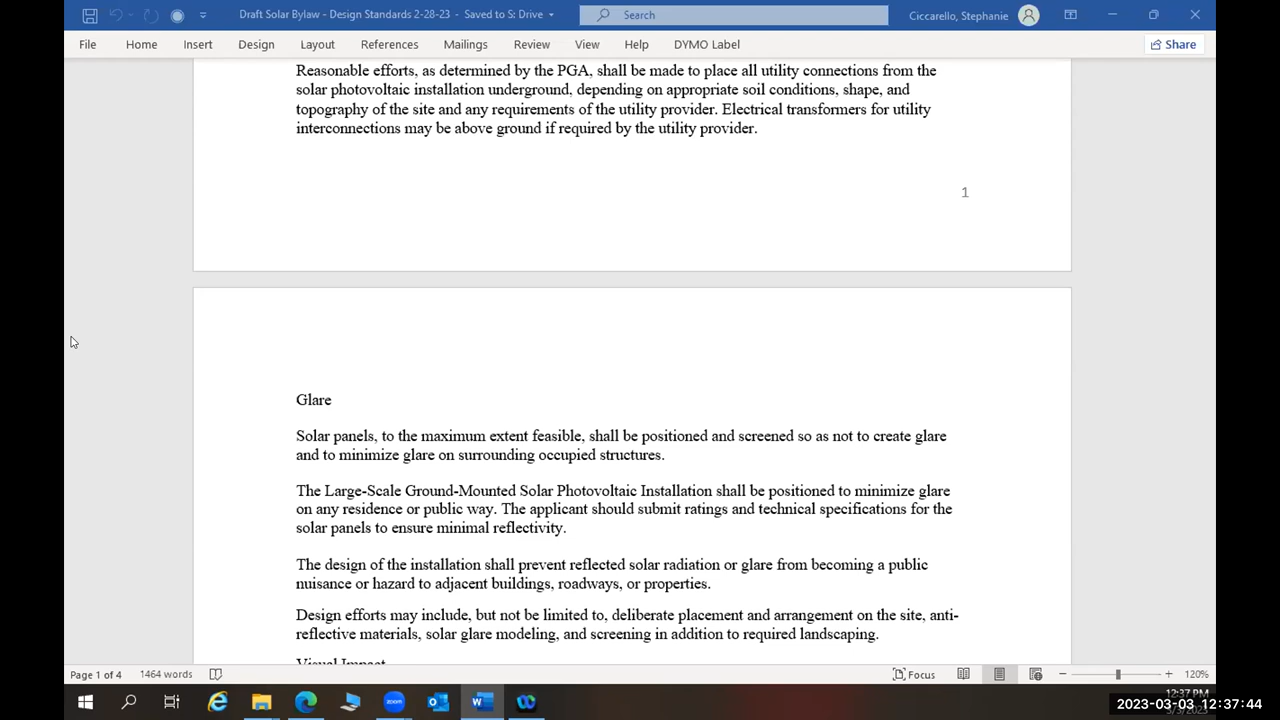 Draft Solar Bylaw - Design Standards 2-28-23 - Saved to S: Drive
Search
Ciccarello, Stephanie
File Home Insert Design Layout References Mailings Review View Help DYMO Label Share
Reasonable efforts, as determined by the PGA, shall be made to place all utility connections from the
solar photovoltaic installation underground, depending on appropriate soil conditions, shape, and
topography of the site and any requirements of the utility provider. Electrical transformers for utility
interconnections may be above ground if required by the utility provider.
1
Glare
Solar panels, to the maximum extent feasible, shall be positioned and screened so as not to create glare
and to minimize glare on surrounding occupied structures.
The Large-Scale Ground-Mounted Solar Photovoltaic Installation shall be positioned to minimize glare
on any residence or public way. The applicant should submit ratings and technical specifications for the
solar panels to ensure minimal reflectivity.
The design of the installation shall prevent reflected solar radiation or glare from becoming a public
nuisance or hazard to adjacent buildings, roadways, or properties.
Design efforts may include, but not be limited to, deliberate placement and arrangement on the site, anti-
reflective materials, solar glare modeling, and screening in addition to required landscaping.
Visual Impact
Page 1 of 4 1464 words Focus 120%
12:37 PM
2023-03-03 12:37:44